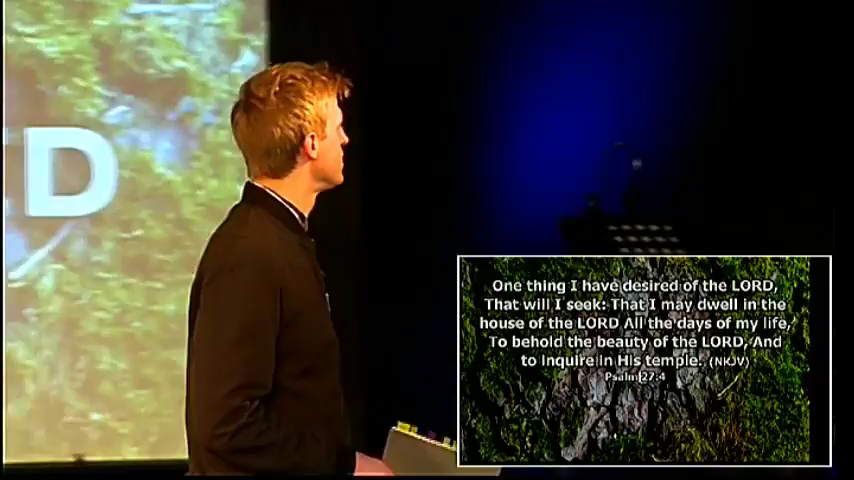 D
One thing I have desired of the LORD,
That will I seek: That I may dwell in the
house of the LORD All the days of my life,
To behold the beauty of the LORD, And
to inquire in His temple. (NKJV)
Psalm 27:4